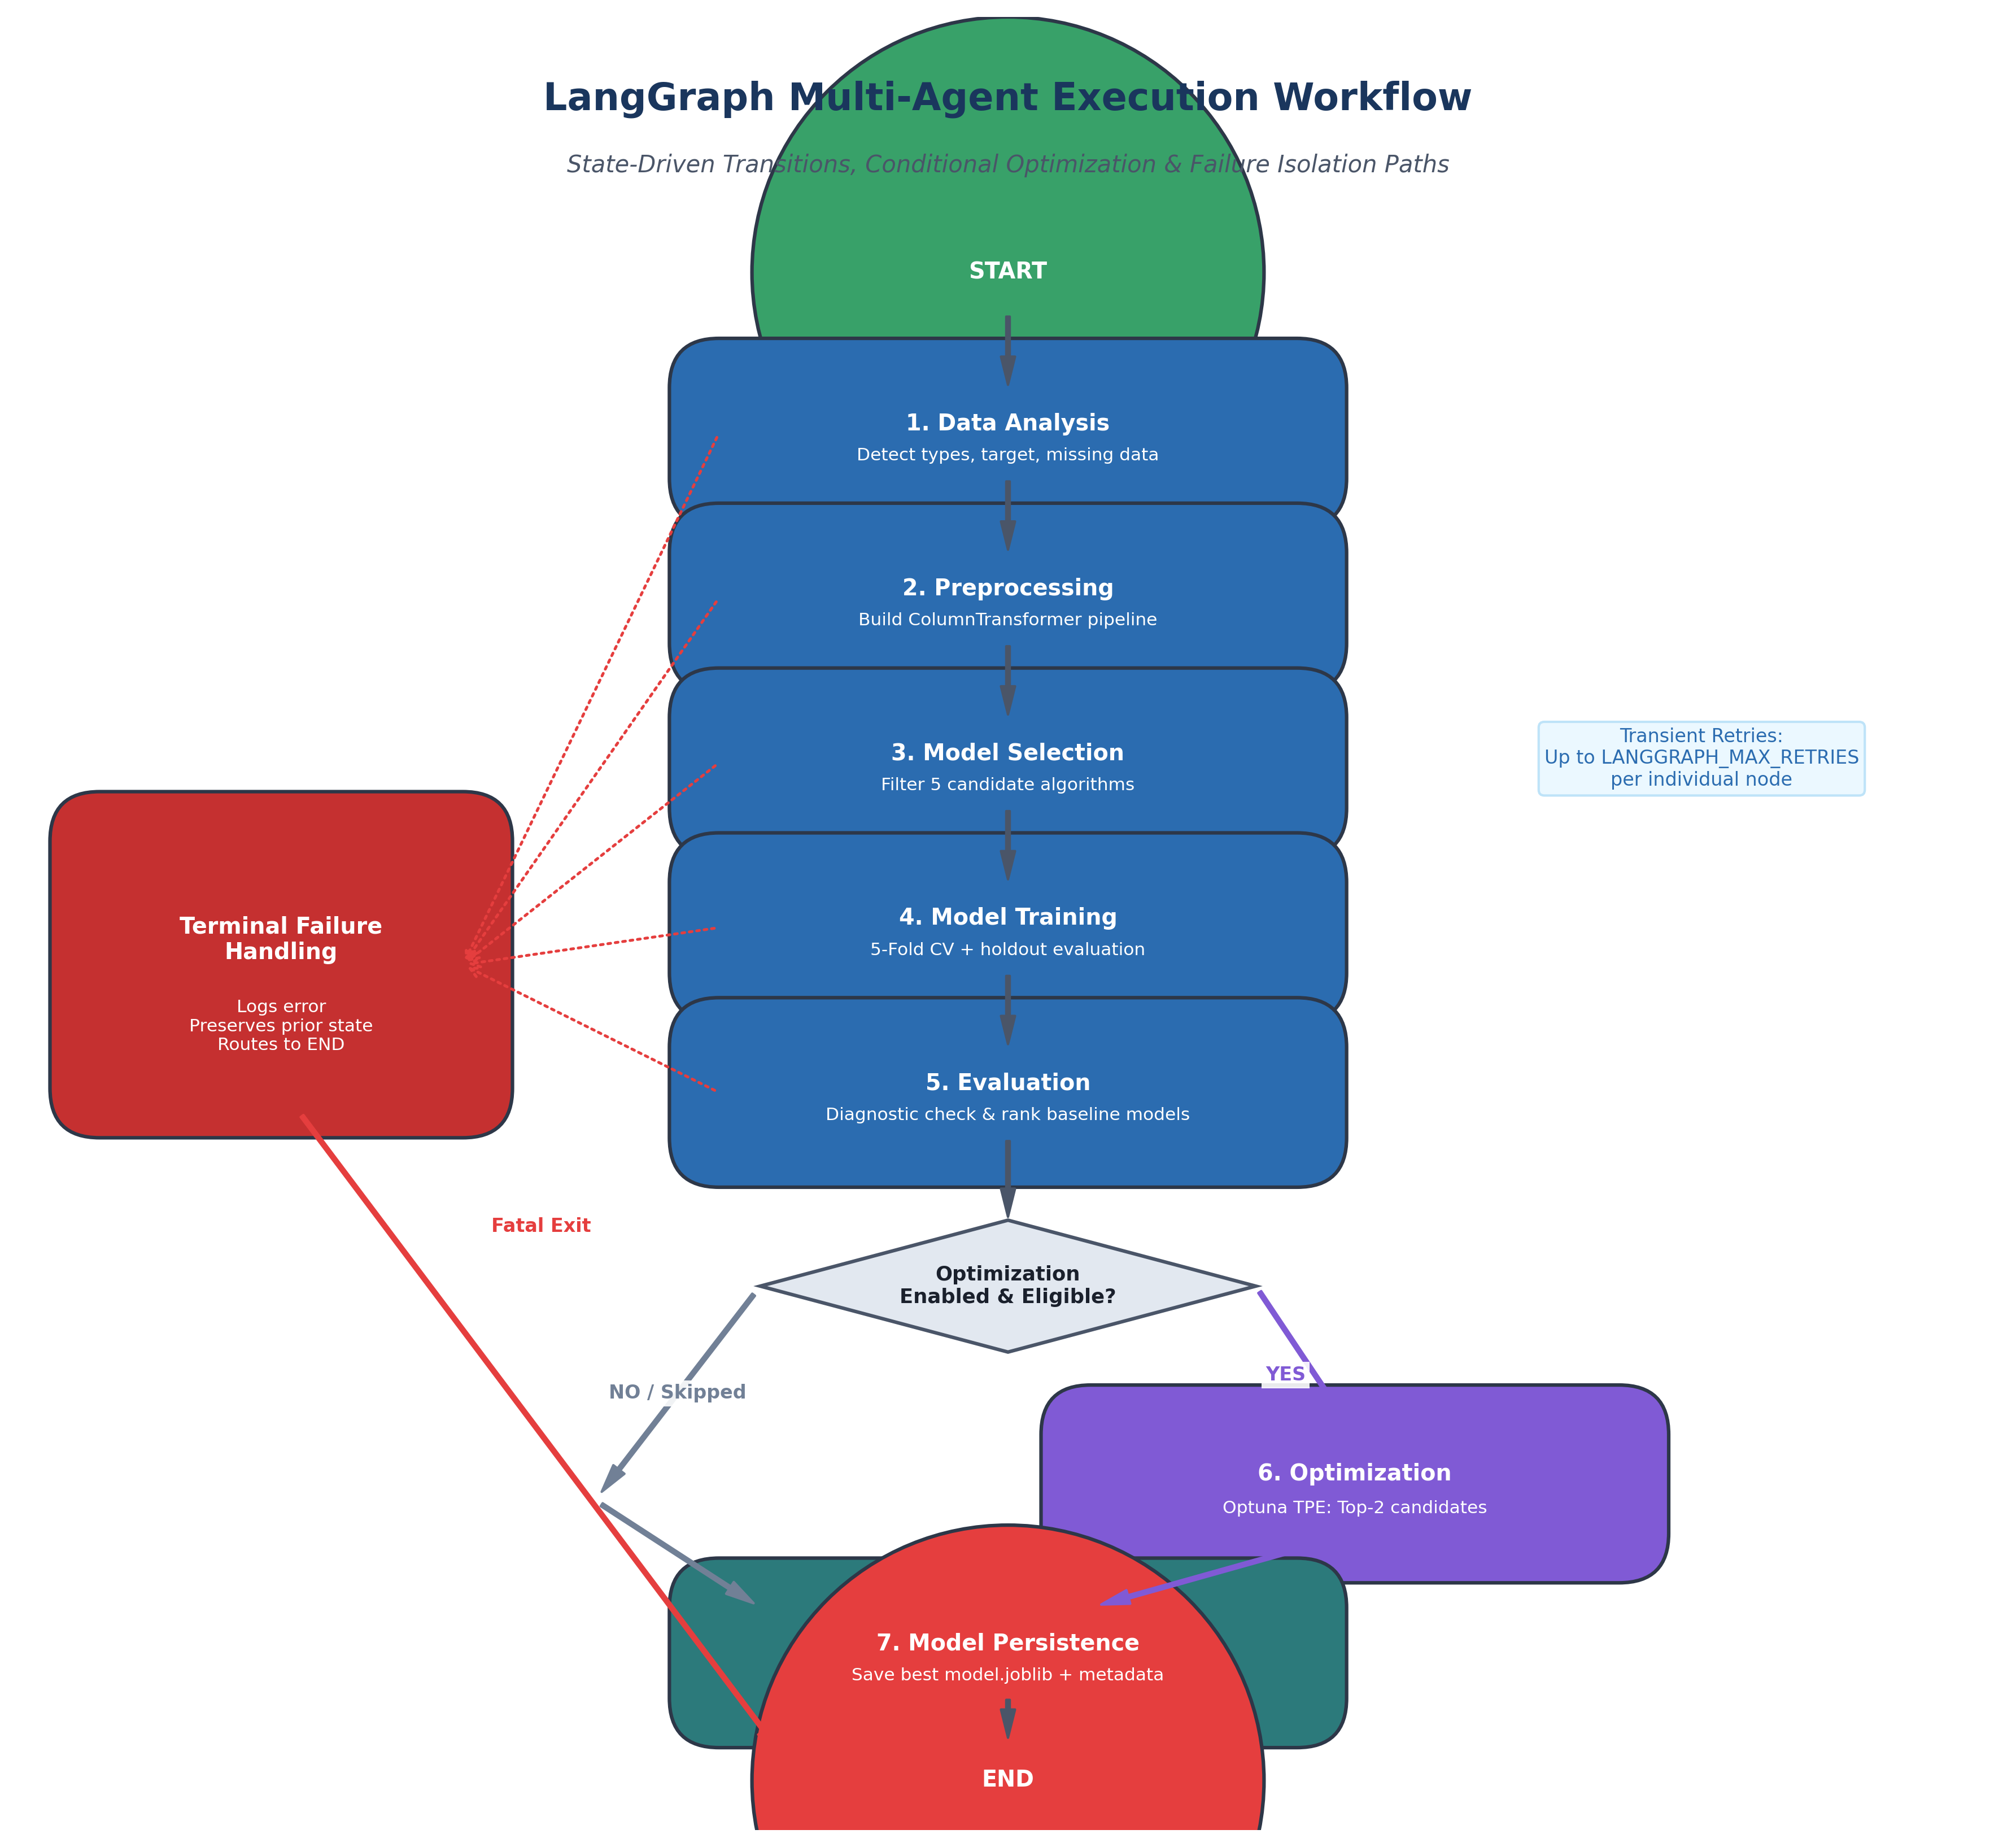 LangGraph Multi-Agent Execution Workflow
State-Driven Transitions, Conditional Optimization & Failure Isolation Paths
START
1. Data Analysis
Detect types, target, missing data
2. Preprocessing
Build ColumnTransformer pipeline
3. Model Selection
Filter 5 candidate algorithms
Transient Retries:
Up to LANGGRAPH_MAX_RETRIES
per individual node
4. Model Training
5-Fold CV + holdout evaluation
Terminal Failure
Handling
Logs error
Preserves prior state
Routes to END
5. Evaluation
Diagnostic check & rank baseline models
Fatal Exit
Optimization
Enabled & Eligible?
NO / Skipped
YES
6. Optimization
Optuna TPE: Top-2 candidates
7. Model Persistence
Save best model.joblib + metadata
END